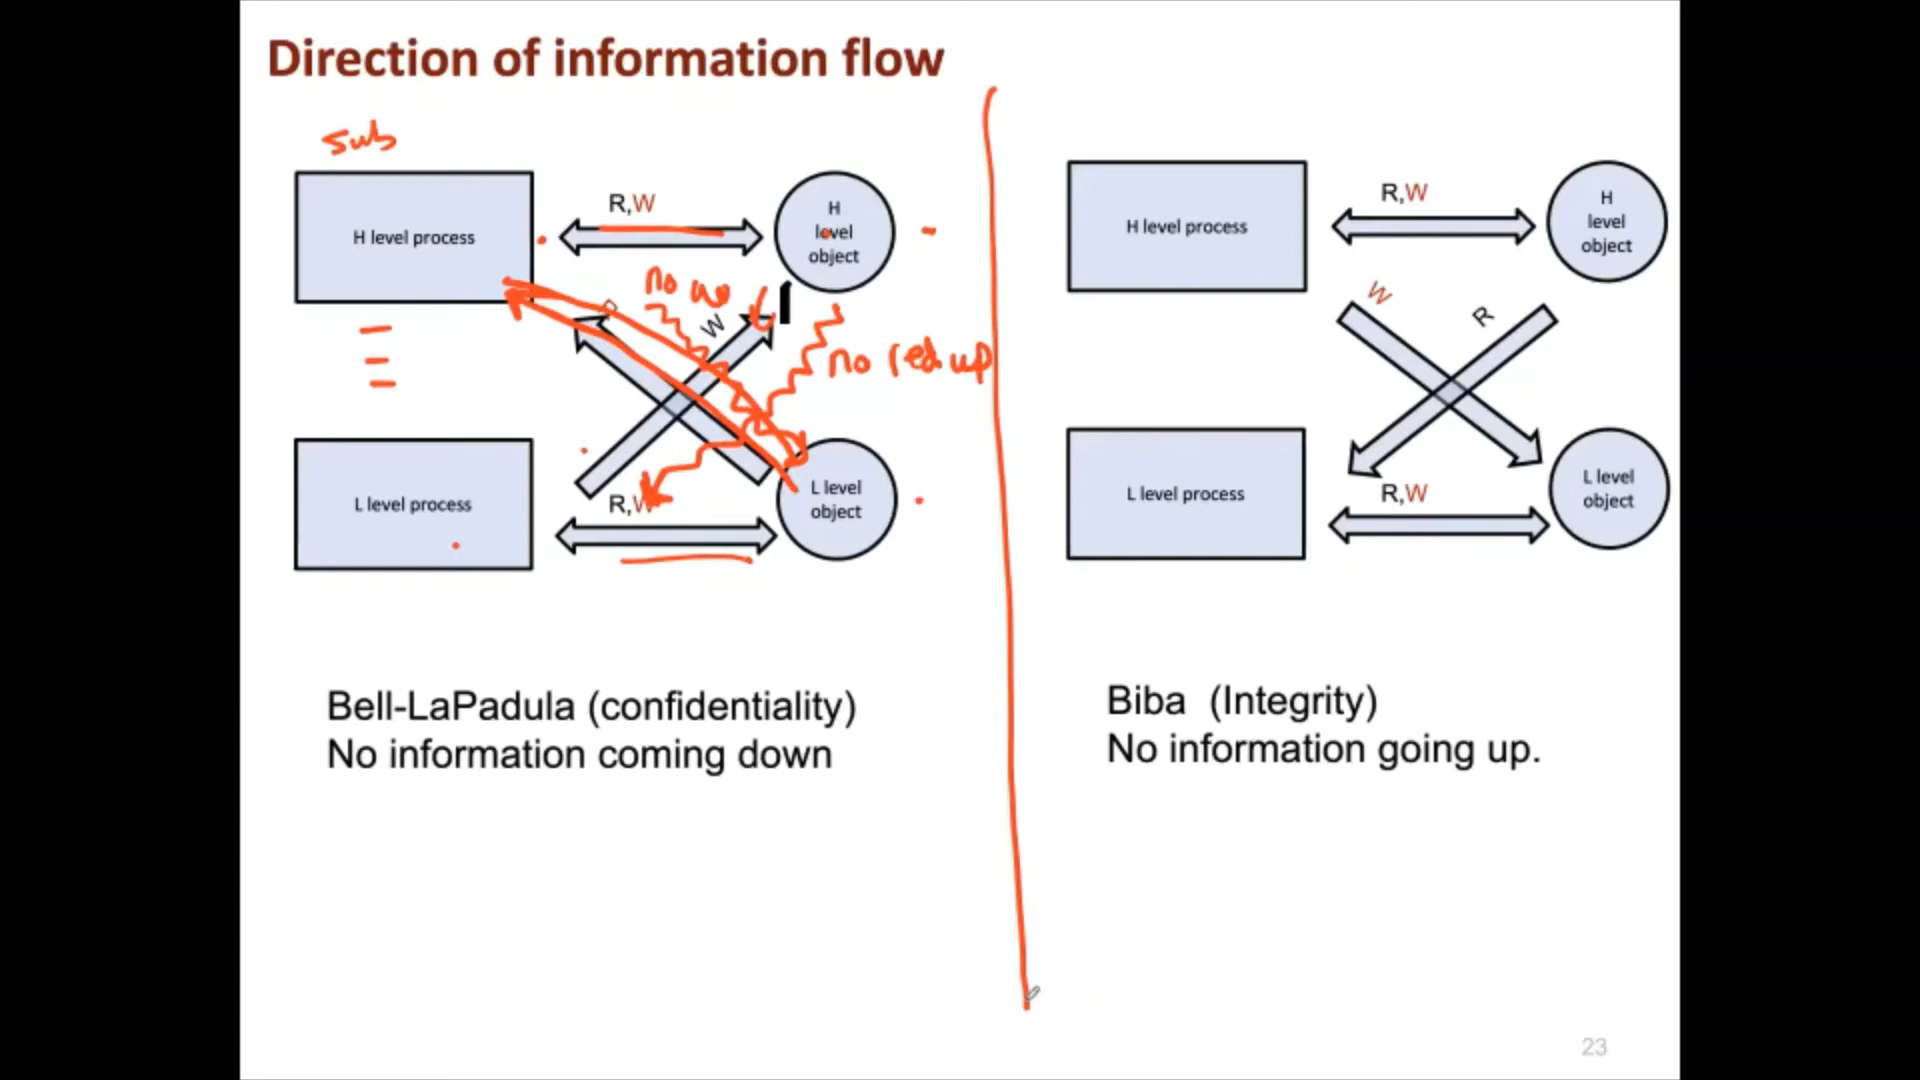 Direction of information flow
sub
H level process
R,W
H
level
object
no
W
no red up
L level process
R,W
L level
object
Bell-LaPadula (confidentiality)
No information coming down
H level process
R,W
H
level
object
W
R
L level process
R,W
L level
object
Biba (Integrity)
No information going up.
23